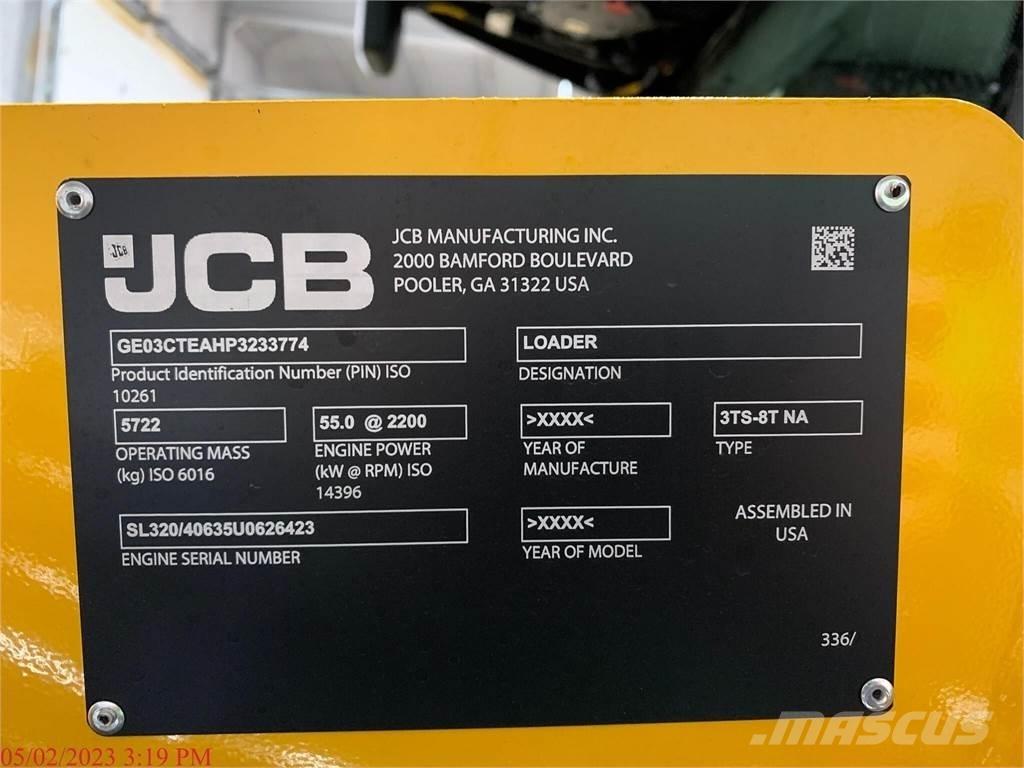 JCB
JCB MANUFACTURING INC.
2000 BAMFORD BOULEVARD
POOLER, GA 31322 USA
GE03CTEAHP3233774
Product Identification Number (PIN) ISO
10261
LOADER
DESIGNATION
5722
OPERATING MASS
(kg) ISO 6016
55.0 @ 2200
ENGINE POWER
(kW @ RPM) ISO
14396
>XXXX<
YEAR OF
MANUFACTURE
3TS-8T NA
TYPE
SL320/40635U0626423
ENGINE SERIAL NUMBER
>XXXX<
YEAR OF MODEL
ASSEMBLED IN
USA
336/
MASCUS
05/02/2023 3:19 PM